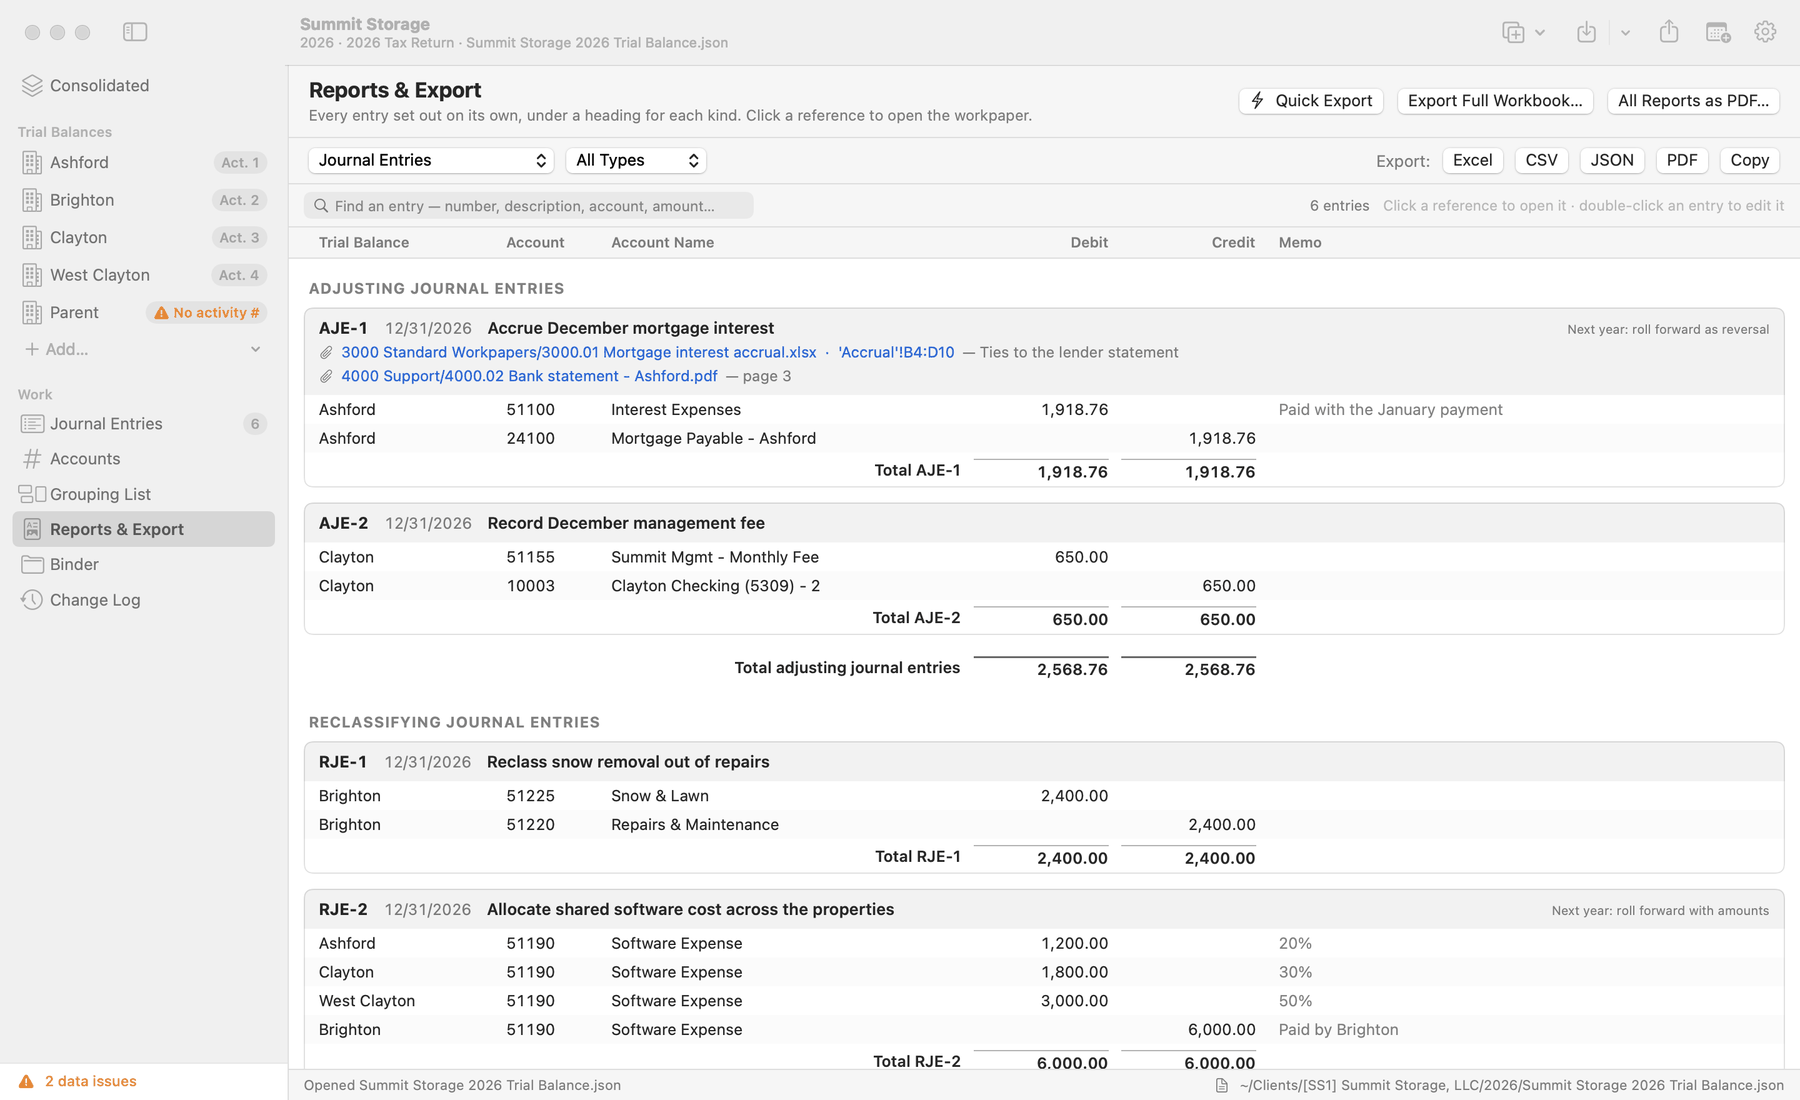 Summit Storage
2026 · 2026 Tax Return · Summit Storage 2026 Trial Balance.json
Consolidated
Trial Balances
Ashford Act. 1
Brighton Act. 2
Clayton Act. 3
West Clayton Act. 4
Parent No activity #
Add...
Work
Journal Entries 6
Accounts
Grouping List
Reports & Export
Binder
Change Log
2 data issues
Reports & Export
Every entry set out on its own, under a heading for each kind. Click a reference to open the workpaper.
Quick Export Export Full Workbook... All Reports as PDF...
Journal Entries All Types Export: Excel CSV JSON PDF Copy
Find an entry — number, description, account, amount... 6 entries Click a reference to open it · double-click an entry to edit it
Trial Balance Account Account Name Debit Credit Memo
ADJUSTING JOURNAL ENTRIES
AJE-1 12/31/2026 Accrue December mortgage interest Next year: roll forward as reversal
3000 Standard Workpapers/3000.01 Mortgage interest accrual.xlsx · 'Accrual'!B4:D10 — Ties to the lender statement
4000 Support/4000.02 Bank statement - Ashford.pdf — page 3
Ashford 51100 Interest Expenses 1,918.76 Paid with the January payment
Ashford 24100 Mortgage Payable - Ashford 1,918.76
Total AJE-1 1,918.76 1,918.76
AJE-2 12/31/2026 Record December management fee
Clayton 51155 Summit Mgmt - Monthly Fee 650.00
Clayton 10003 Clayton Checking (5309) - 2 650.00
Total AJE-2 650.00 650.00
Total adjusting journal entries 2,568.76 2,568.76
RECLASSIFYING JOURNAL ENTRIES
RJE-1 12/31/2026 Reclass snow removal out of repairs
Brighton 51225 Snow & Lawn 2,400.00
Brighton 51220 Repairs & Maintenance 2,400.00
Total RJE-1 2,400.00 2,400.00
RJE-2 12/31/2026 Allocate shared software cost across the properties Next year: roll forward with amounts
Ashford 51190 Software Expense 1,200.00 20%
Clayton 51190 Software Expense 1,800.00 30%
West Clayton 51190 Software Expense 3,000.00 50%
Brighton 51190 Software Expense 6,000.00 Paid by Brighton
Total RJE-2 6,000.00 6,000.00
Opened Summit Storage 2026 Trial Balance.json ~/Clients/[SS1] Summit Storage, LLC/2026/Summit Storage 2026 Trial Balance.json